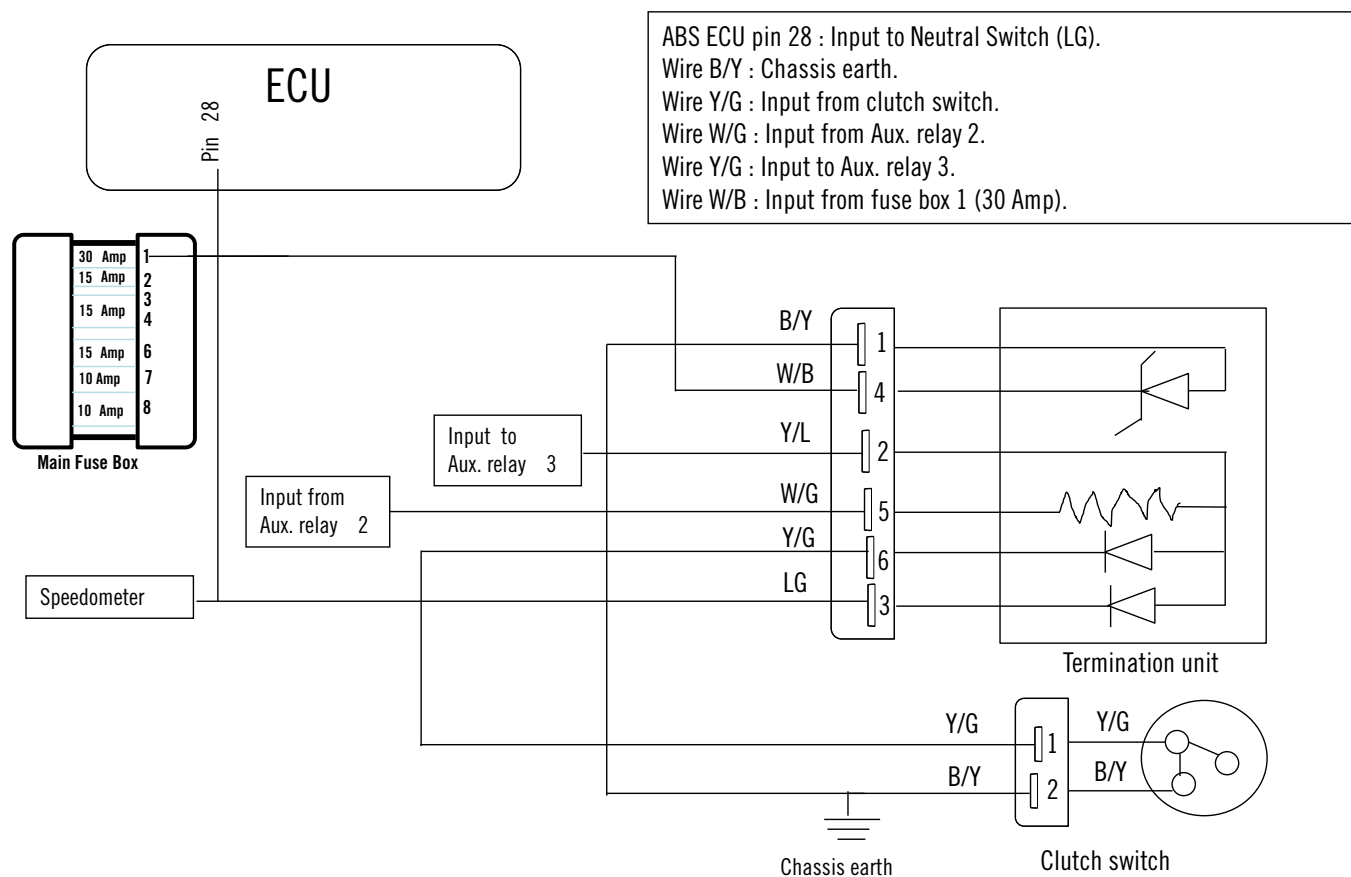 ABS ECU pin 28 : Input to Neutral Switch (LG).
Wire B/Y : Chassis earth.
Wire Y/G : Input from clutch switch.
Wire W/G : Input from Aux. relay 2.
Wire Y/G : Input to Aux. relay 3.
Wire W/B : Input from fuse box 1 (30 Amp).
ECU
Pin 28
30 Amp 1
15 Amp 2
3
15 Amp
4
15 Amp 6
10 Amp 7
10 Amp 8
Main Fuse Box
B/Y 1
W/B 4
Y/L 2
W/G 5
Y/G 6
LG 3
Input to
Aux. relay 3
Input from
Aux. relay 2
Speedometer
Termination unit
Y/G 1 Y/G
B/Y 2 B/Y
Chassis earth
Clutch switch